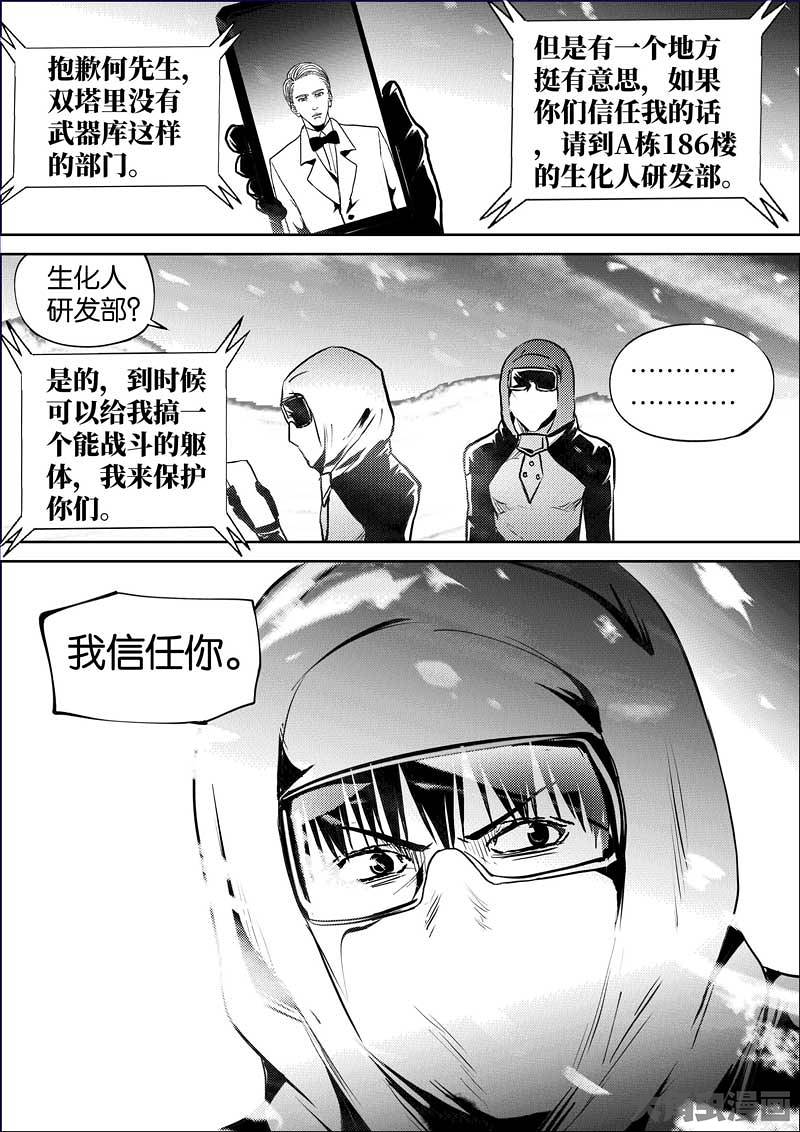 抱歉何先生，
双塔里没有
武器库这样
的部门。
但是有一个地方
挺有意思，如果
你们信任我的话
，请到A栋186楼
的生化人研发部。
生化人
研发部？
是的，到时候
可以给我搞一
个能战斗的躯
体，我来保护
你们。
…………
…………
我信任你。
漫画